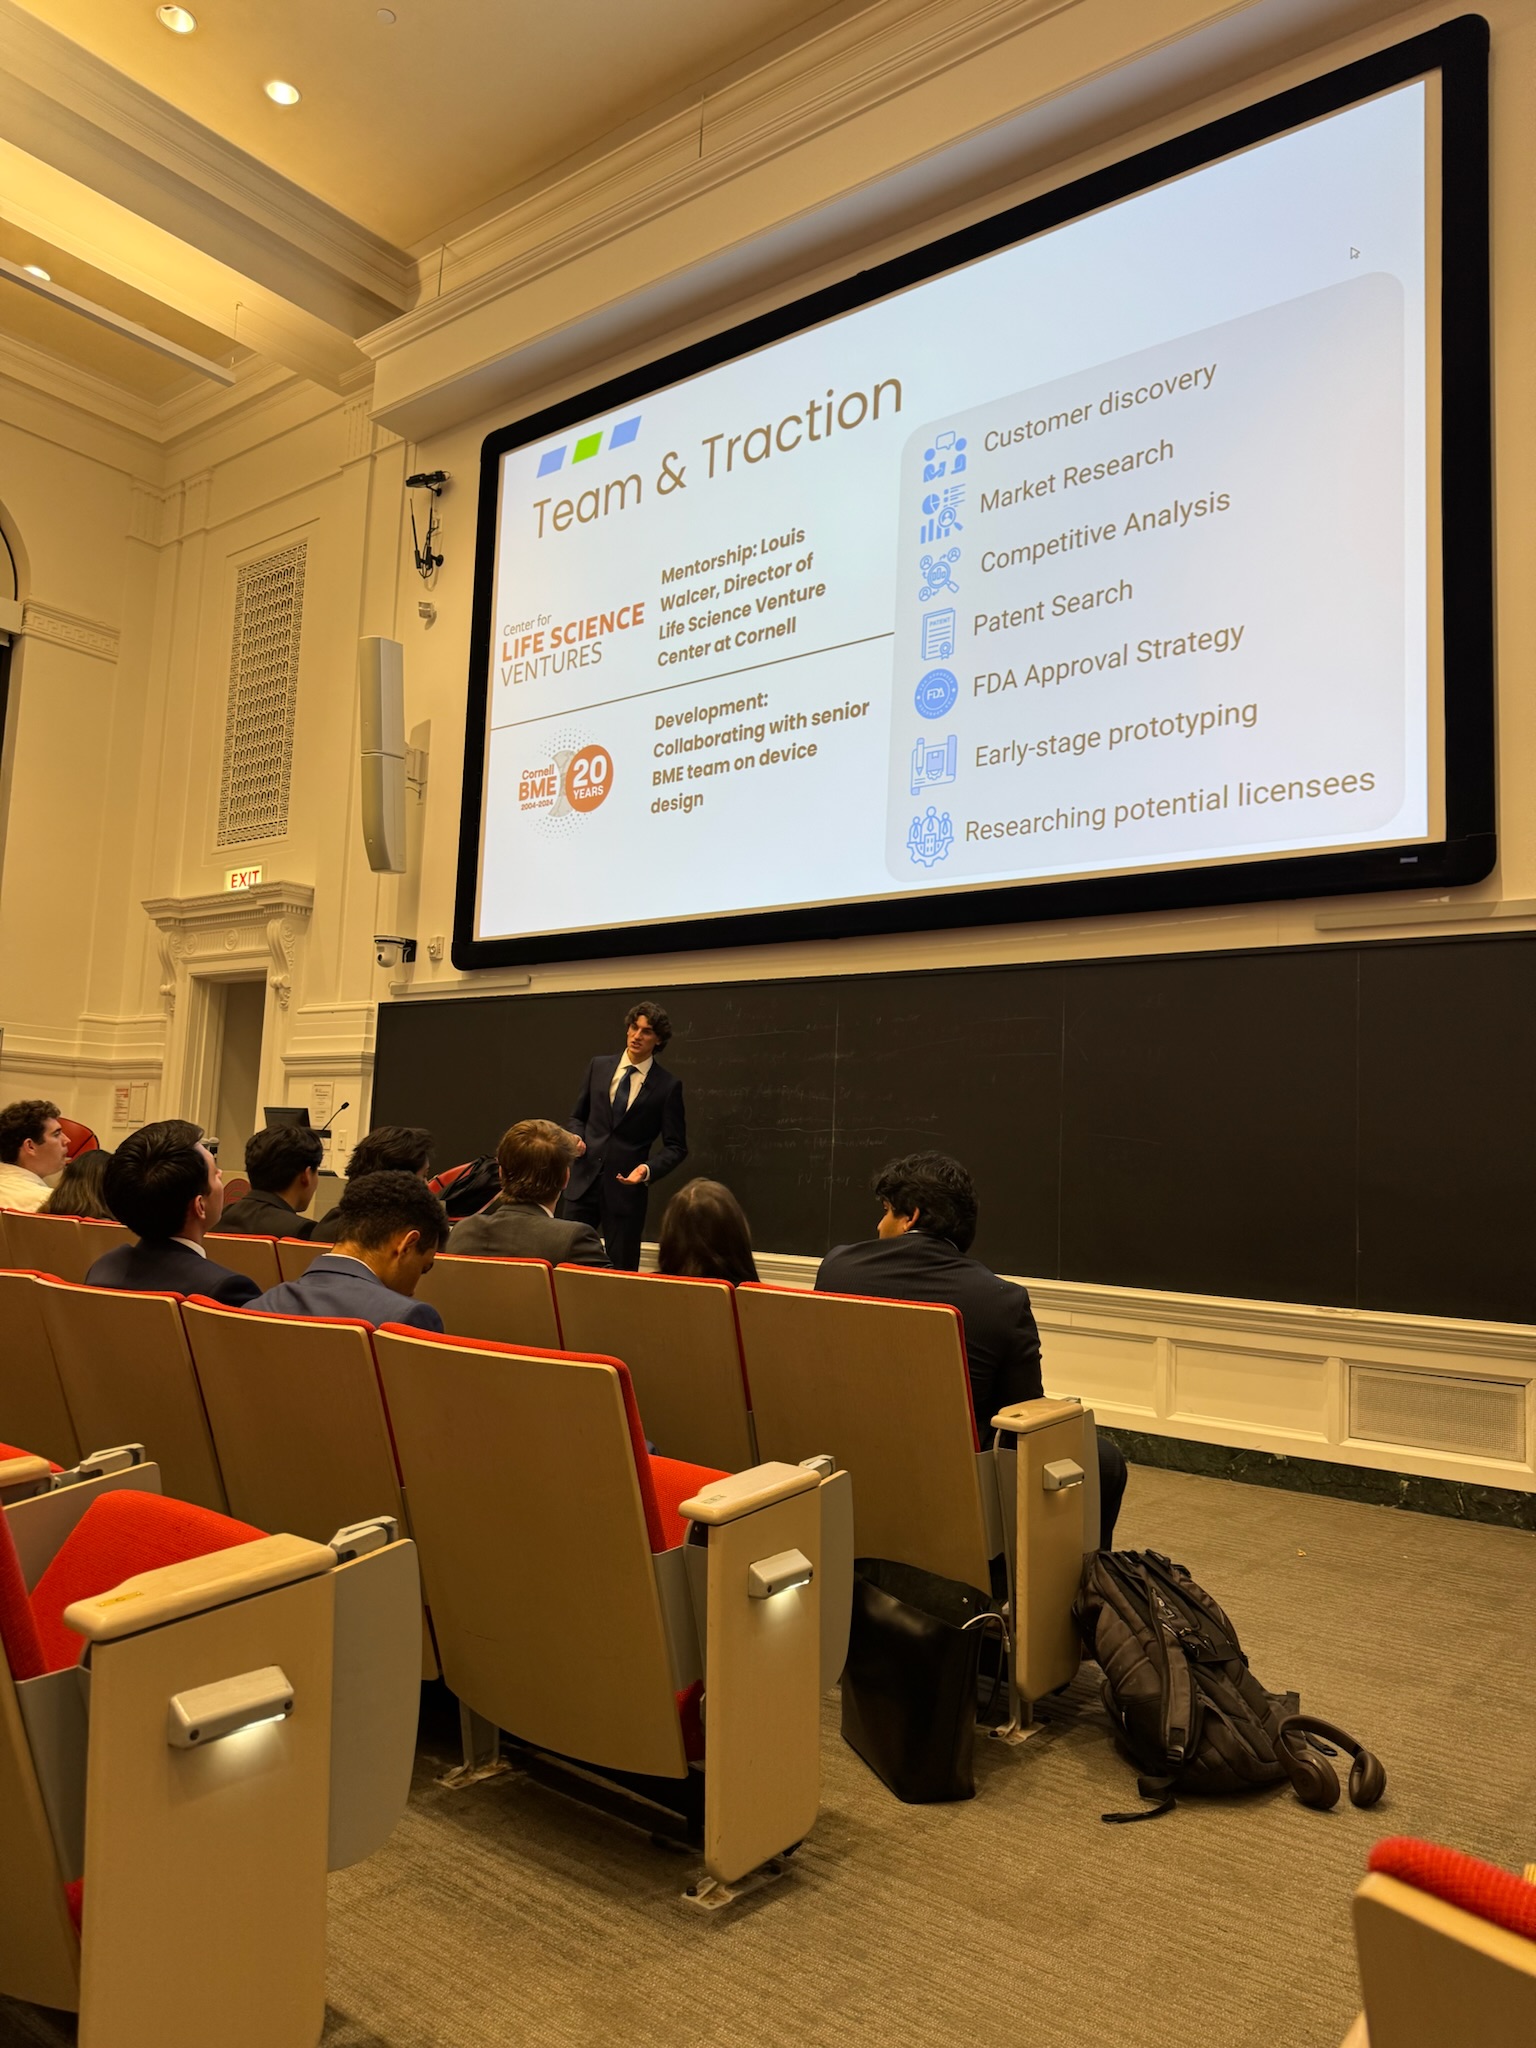 Team & Traction
Center for
LIFE SCIENCE
VENTURES
Mentorship: Louis
Walcer, Director of
Life Science Venture
Center at Cornell
Cornell
BME
2004-2024
20
YEARS
Development:
Collaborating with senior
BME team on device
design
Customer discovery
Market Research
Competitive Analysis
PATENT
Patent Search
FDA
FDA Approval Strategy
Early-stage prototyping
Researching potential licensees
EXIT